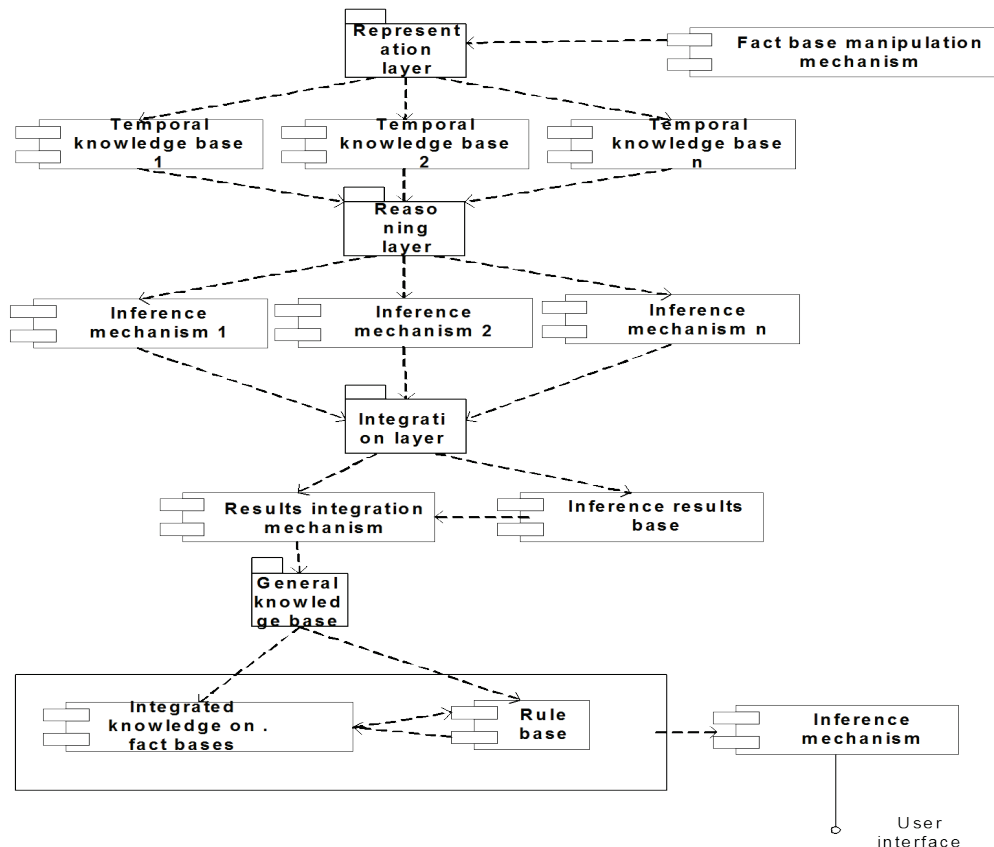 Represent
ation
layer
Fact base manipulation
mechanism
Temporal
knowledge base
1
Temporal
knowledge base
2
Temporal
knowledge base
n
Reaso
ning
layer
Inference
mechanism 1
Inference
mechanism 2
Inference
mechanism n
Integrati
on layer
Results integration
mechanism
Inference results
base
General
knowled
ge base
Integrated
knowledge on .
fact bases
Rule
base
Inference
mechanism
User
interface